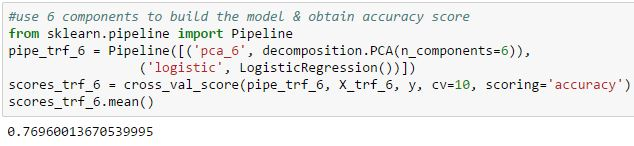 #use 6 components to build the model & obtain accuracy score
from sklearn.pipeline import Pipeline
pipe_trf_6 = Pipeline([('pca_6', decomposition.PCA(n_components=6)),
('logistic', LogisticRegression())])
scores_trf_6 = cross_val_score(pipe_trf_6, X_trf_6, y, cv=10, scoring='accuracy')
scores_trf_6.mean()
0.76960013670539995